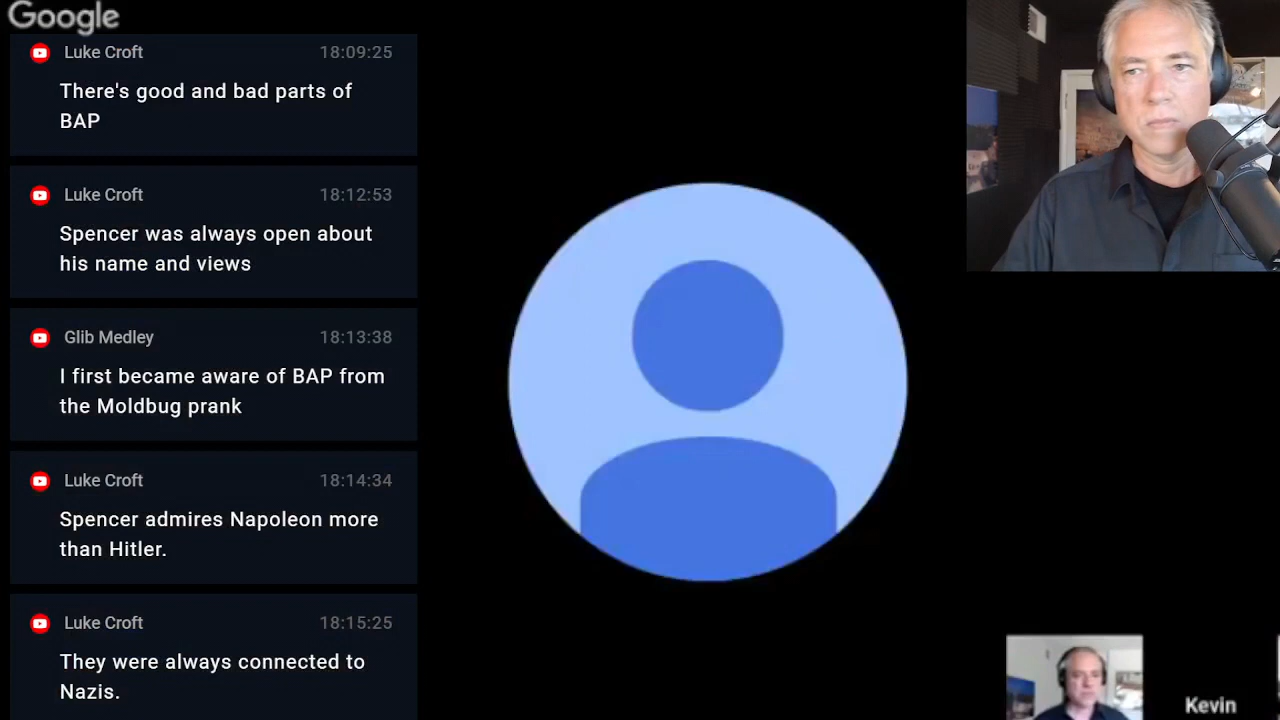 Google
Luke Croft 18:09:25
There's good and bad parts of
BAP
Luke Croft 18:12:53
Spencer was always open about
his name and views
Glib Medley 18:13:38
I first became aware of BAP from
the Moldbug prank
Luke Croft 18:14:34
Spencer admires Napoleon more
than Hitler.
Luke Croft 18:15:25
They were always connected to
Nazis.
Kevin